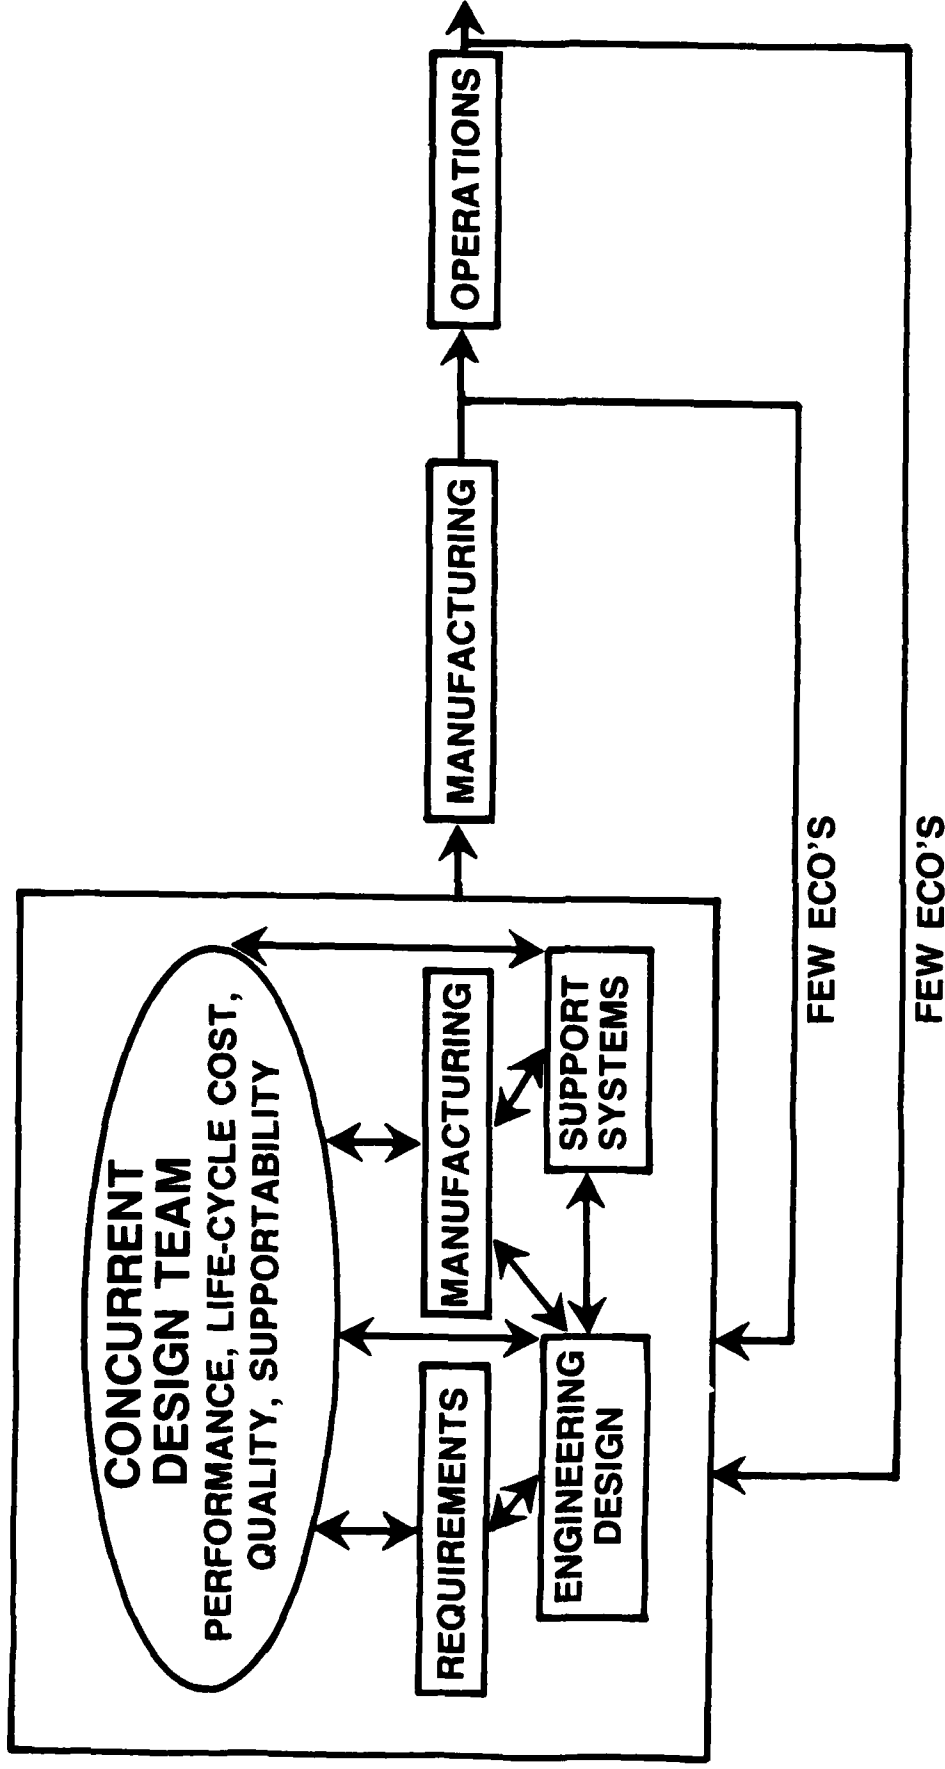 CONCURRENT
DESIGN TEAM
PERFORMANCE, LIFE-CYCLE COST,
QUALITY, SUPPORTABILITY
REQUIREMENTS
MANUFACTURING
ENGINEERING
DESIGN
SUPPORT
SYSTEMS
MANUFACTURING
OPERATIONS
FEW ECO'S
FEW ECO'S